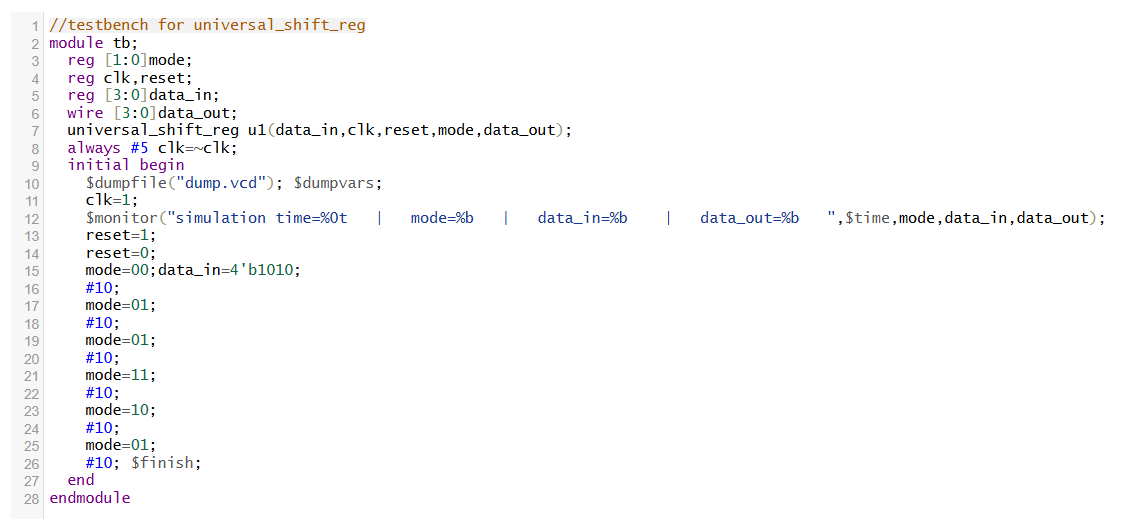 1 //testbench for universal_shift_reg
2 module tb;
3   reg [1:0]mode;
4   reg clk,reset;
5   reg [3:0]data_in;
6   wire [3:0]data_out;
7   universal_shift_reg u1(data_in,clk,reset,mode,data_out);
8   always #5 clk=~clk;
9   initial begin
10     $dumpfile("dump.vcd"); $dumpvars;
11     clk=1;
12     $monitor("simulation time=%0t   |   mode=%b   |   data_in=%b    |   data_out=%b   ",$time,mode,data_in,data_out);
13     reset=1;
14     reset=0;
15     mode=00;data_in=4'b1010;
16     #10;
17     mode=01;
18     #10;
19     mode=01;
20     #10;
21     mode=11;
22     #10;
23     mode=10;
24     #10;
25     mode=01;
26     #10; $finish;
27   end
28 endmodule